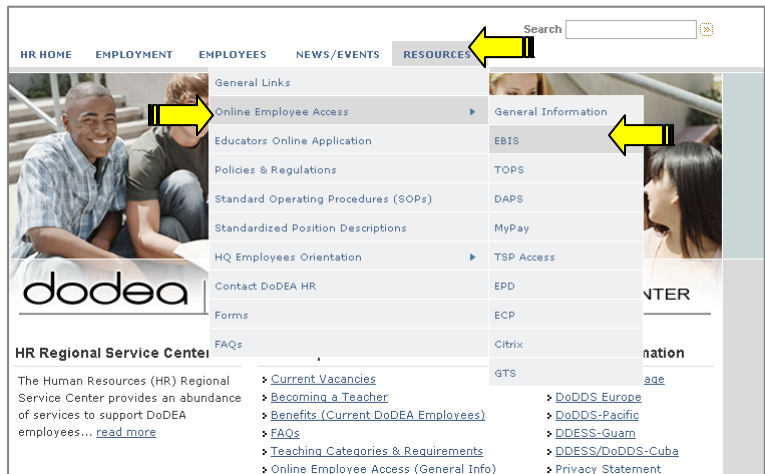 Search
HR HOME EMPLOYMENT EMPLOYEES NEWS/EVENTS RESOURCES
General Links
Online Employee Access
Educators Online Application
Policies & Regulations
Standard Operating Procedures (SOPs)
Standardized Position Descriptions
HQ Employees Orientation
Contact DoDEA HR
Forms
FAQs
General Information
EBIS
TOPS
DAPS
MyPay
TSP Access
EPD
ECP
Citrix
GTS
dodea
NTER
HR Regional Service Center
The Human Resources (HR) Regional
Service Center provides an abundance
of services to support DoDEA
employees... read more
Current Vacancies
Becoming a Teacher
Benefits (Current DoDEA Employees)
FAQs
Teaching Categories & Requirements
Online Employee Access (General Info)
mation
age
DoDDS Europe
DoDDS-Pacific
DDESS-Guam
DDESS/DoDDS-Cuba
Privacy Statement